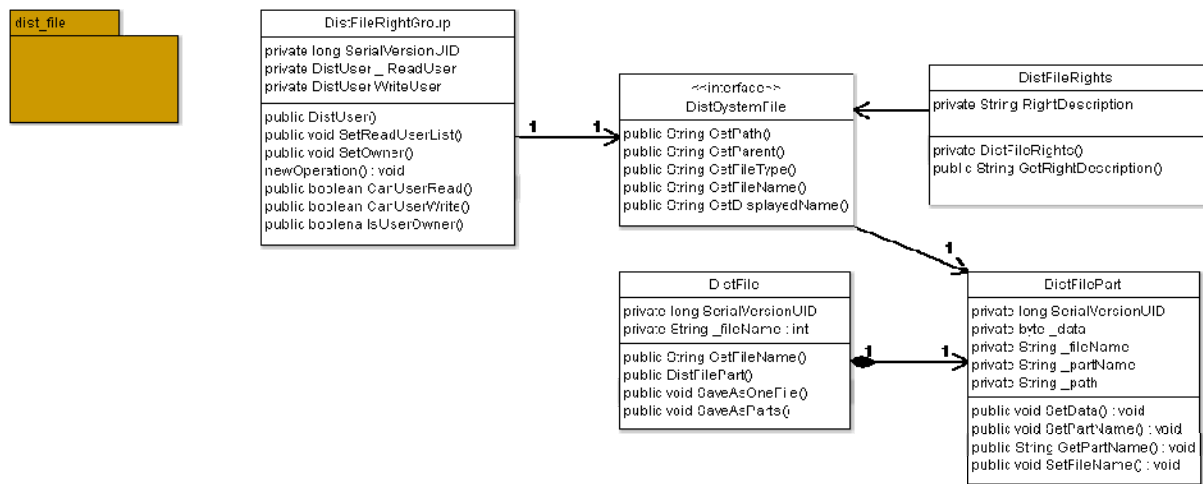 dist_file
DistFileRightGroup
private long SerialVersionUID
private DistUser _ ReadUser
private DistUser WriteUser
public DistUser()
public void SetReadUserList()
public void SetOwner()
newOperation() : void
public boolean CanUserRead()
public boolean CanUserWrite()
public boolena IsUserOwner()
1
1
<<interface>>
DistSystemFile
public String GetPath()
public String GetParent()
public String GetFileType()
public String GetFileName()
public String GetDisplayedName()
DistFileRights
private String RightDescription
private DistFileRights()
public String GetRightDescription()
1
DistFile
private long SerialVersionUID
private String _fileName : int
public String GetFileName()
public DistFilePart()
public void SaveAsOneFile()
public void SaveAsParts()
1
1
DistFilePart
private long SerialVersionUID
private byte _data
private String _fileName
private String _partName
private String _path
public void SetData() : void
public void SetPartName() : void
public String GetPartName() : void
public void SetFileName() : void